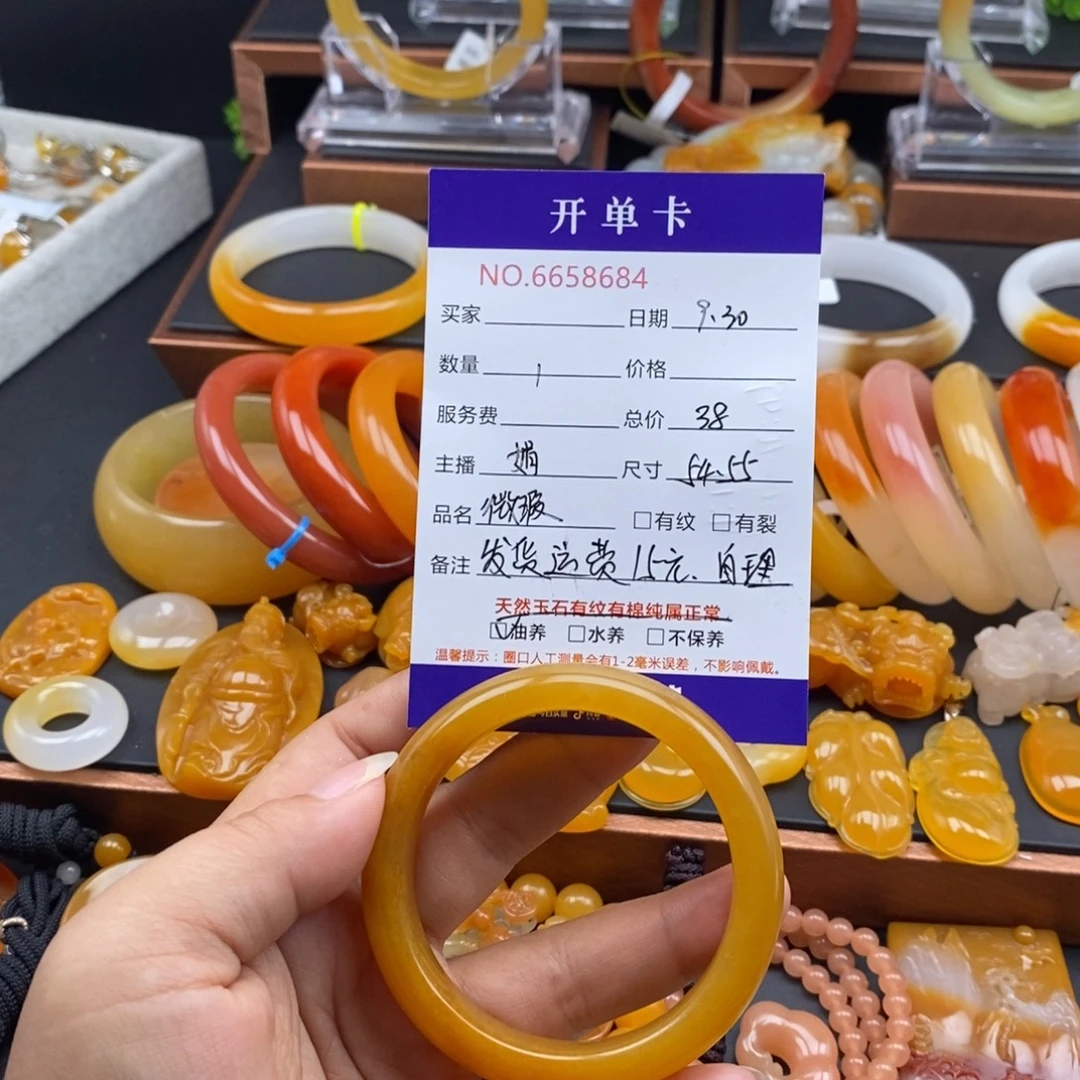 开单卡
NO.6658684
买家 日期 9.30
数量 1 价格
服务费 总价 38
主播 娟 尺寸 54-55
品名 微瑕 □有纹 □有裂
备注 发货运费15元.自理
天然玉石有纹有棉纯属正常
☑油养 □水养 □不保养
温馨提示:圈口人工测量会有1-2毫米误差,不影响佩戴。